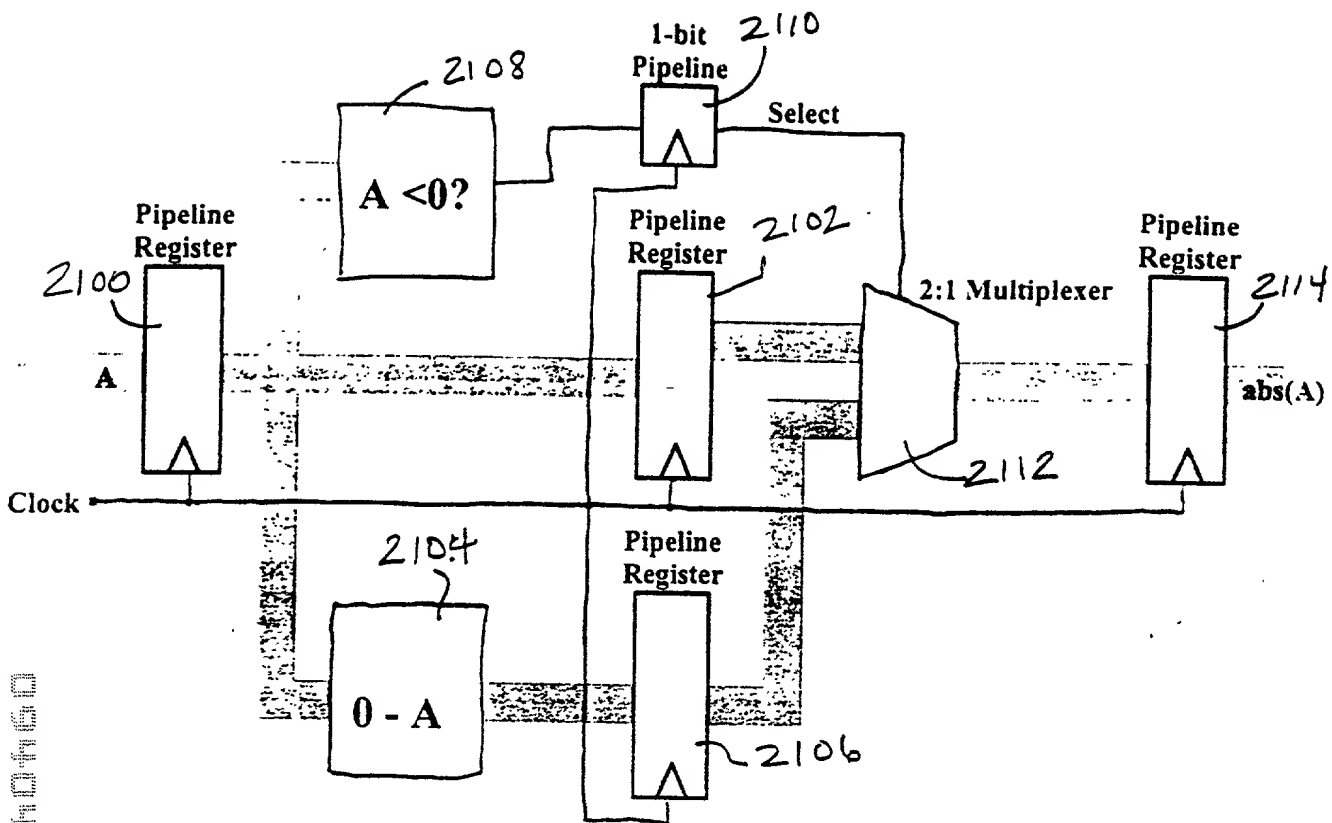 1-bit
Pipeline
2110
2108
Select
A <0?
Pipeline
Register
2100
Pipeline
Register
2102
2:1 Multiplexer
Pipeline
Register
2114
A
abs(A)
2112
Clock
2104
Pipeline
Register
0 - A
2106